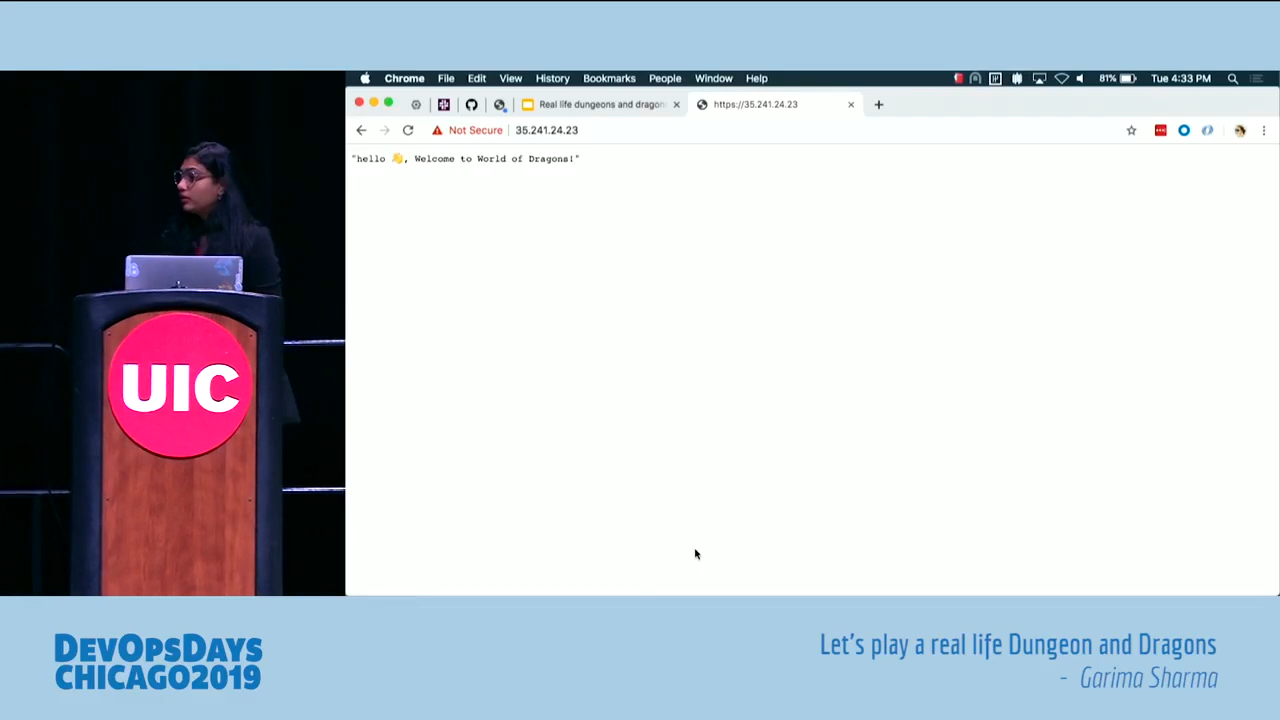 Chrome File Edit View History Bookmarks People Window Help 81% Tue 4:33 PM
Real life dungeons and dragon
https://35.241.24.23
Not Secure 35.241.24.23
"hello 👋, Welcome to World of Dragons!"
UIC
DEVOPSDAYS
CHICAGO2019
Let's play a real life Dungeon and Dragons
- Garima Sharma